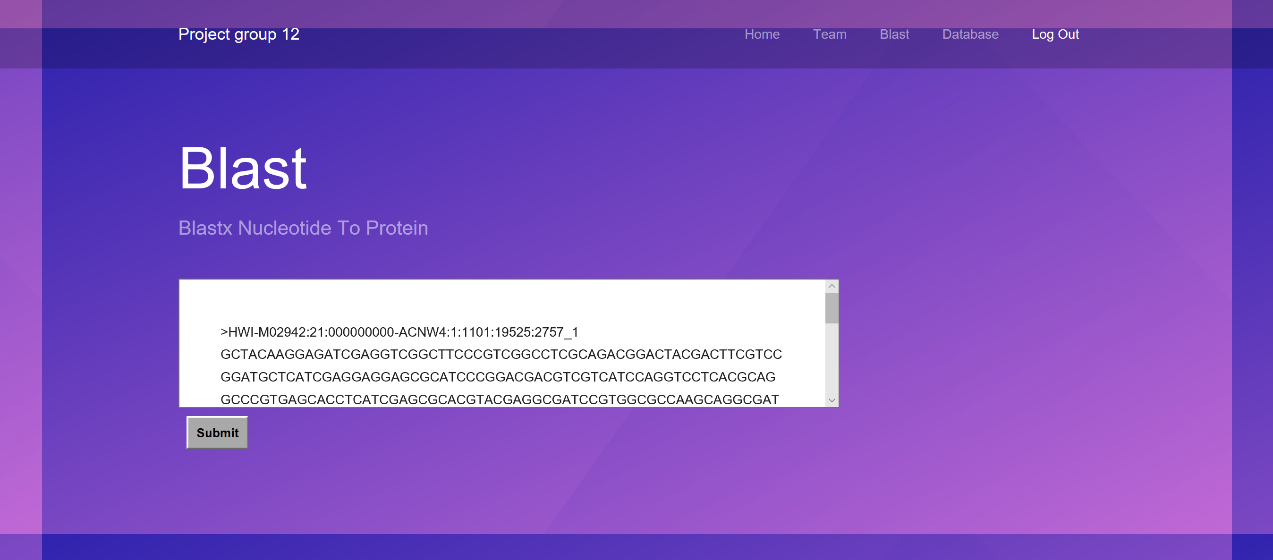 Project group 12
Home Team Blast Database Log Out
Blast
Blastx Nucleotide To Protein
>HWI-M02942:21:000000000-ACNW4:1:1101:19525:2757_1
GCTACAAGGAGATCGAGGTCGGCTTCCCGTCGGCCTCGCAGACGGACTACGACTTCGTCC
GGATGCTCATCGAGGAGGAGCGCATCCCGGACGACGTCGTCATCCAGGTCCTCACGCAG
GCCCGTGAGCACCTCATCGAGCGCACGTACGAGGCGATCCGTGGCGCCAAGCAGGCGAT
Submit